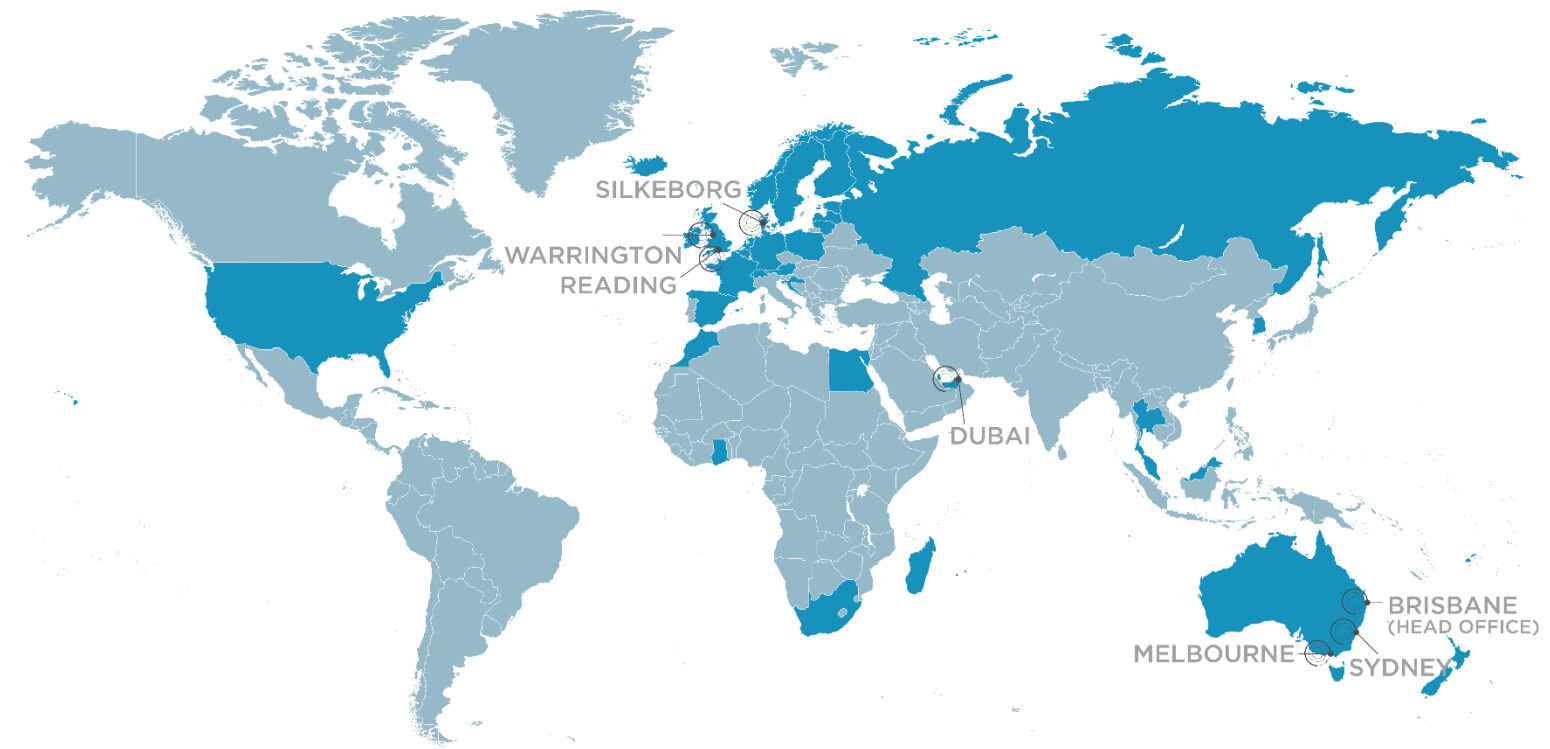 SILKEBORG
WARRINGTON
READING
DUBAI
BRISBANE
(HEAD OFFICE)
MELBOURNE
SYDNEY